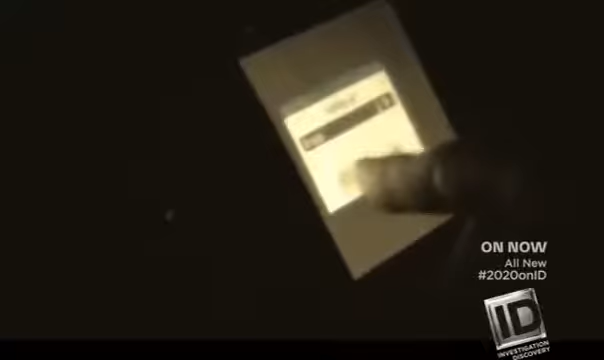 ON NOW
All New
#2020onID
ID
INVESTIGATION
DISCOVERY